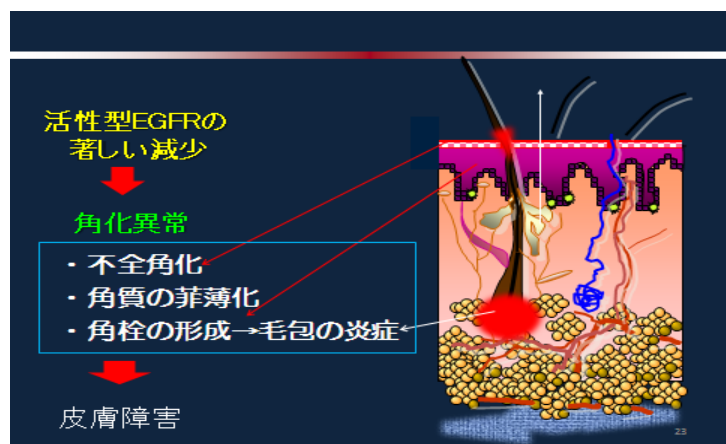 活性型EGFRの
著しい減少
角化異常
・不全角化
・角質の菲薄化
・角栓の形成→毛包の炎症
皮膚障害
23